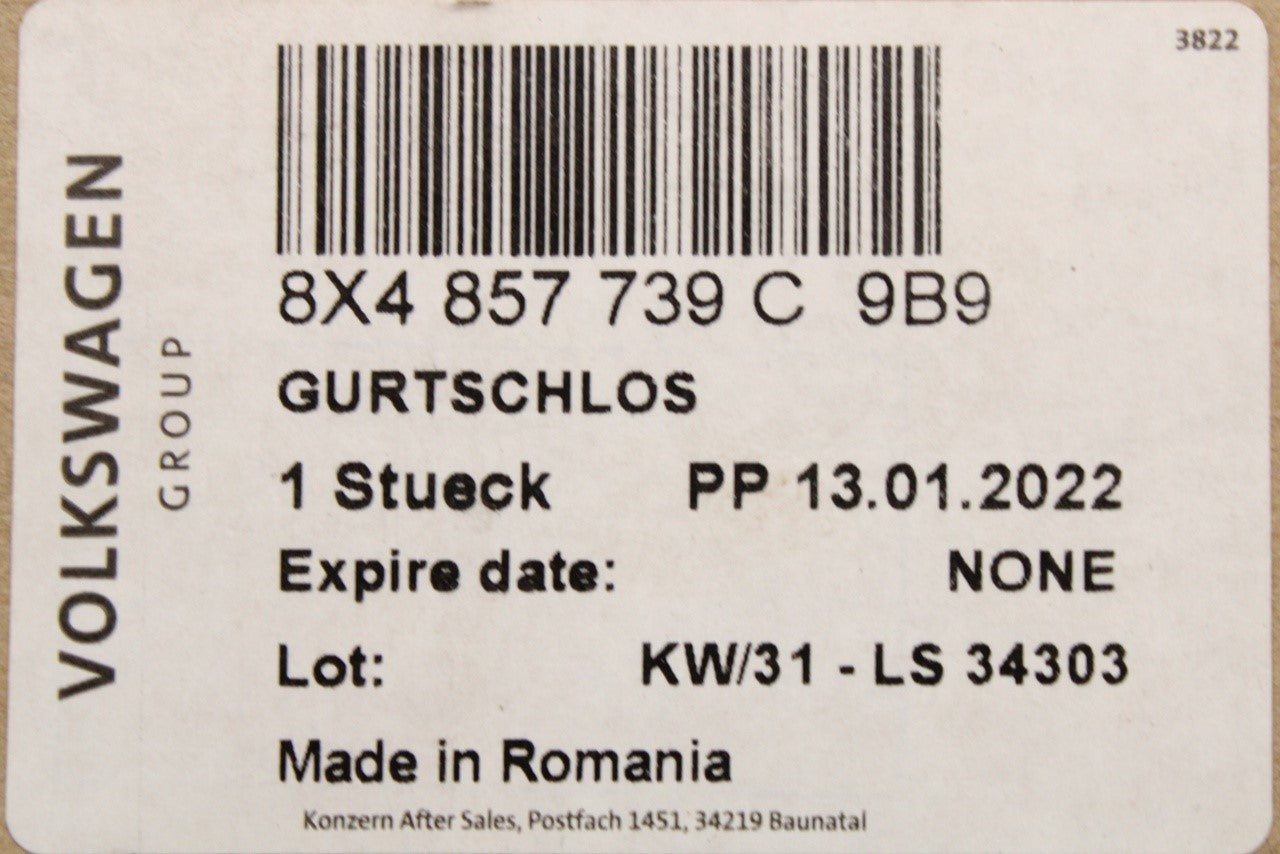 3822
VOLKSWAGEN
GROUP
8X4 857 739 C 9B9
GURTSCHLOS
1 Stueck PP 13.01.2022
Expire date: NONE
Lot: KW/31 - LS 34303
Made in Romania
Konzern After Sales, Postfach 1451, 34219 Baunatal